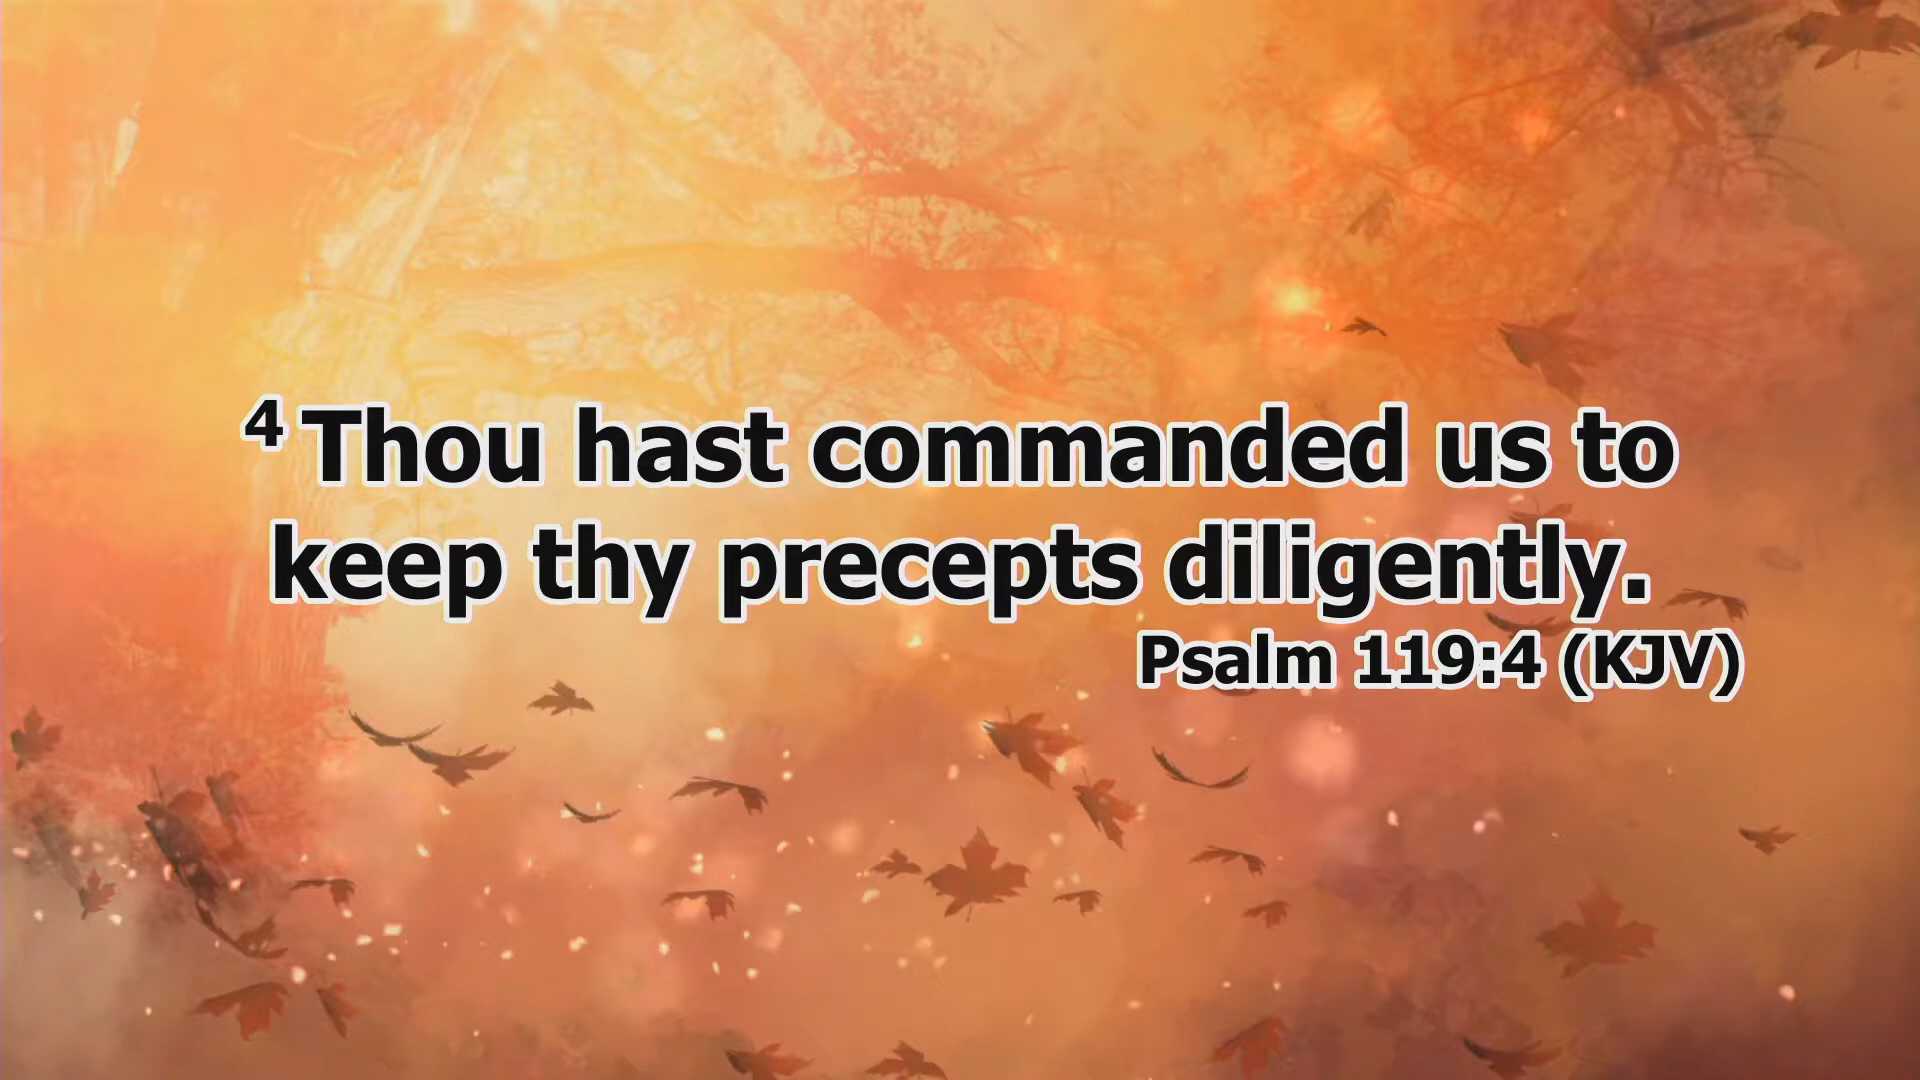 4 Thou hast commanded us to
keep thy precepts diligently.
Psalm 119:4 (KJV)